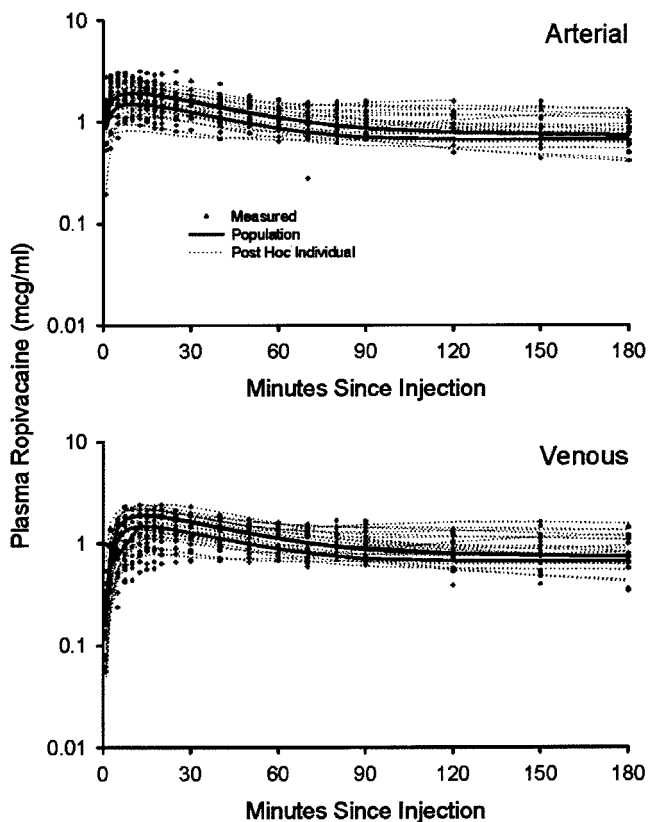 Arterial
10
1
0.1
0.01
Measured
Population
Post Hoc Individual
0 30 60 90 120 150 180
Minutes Since Injection
Plasma Ropivacaine (mcg/ml)
Venous
10
1
0.1
0.01
0 30 60 90 120 150 180
Minutes Since Injection